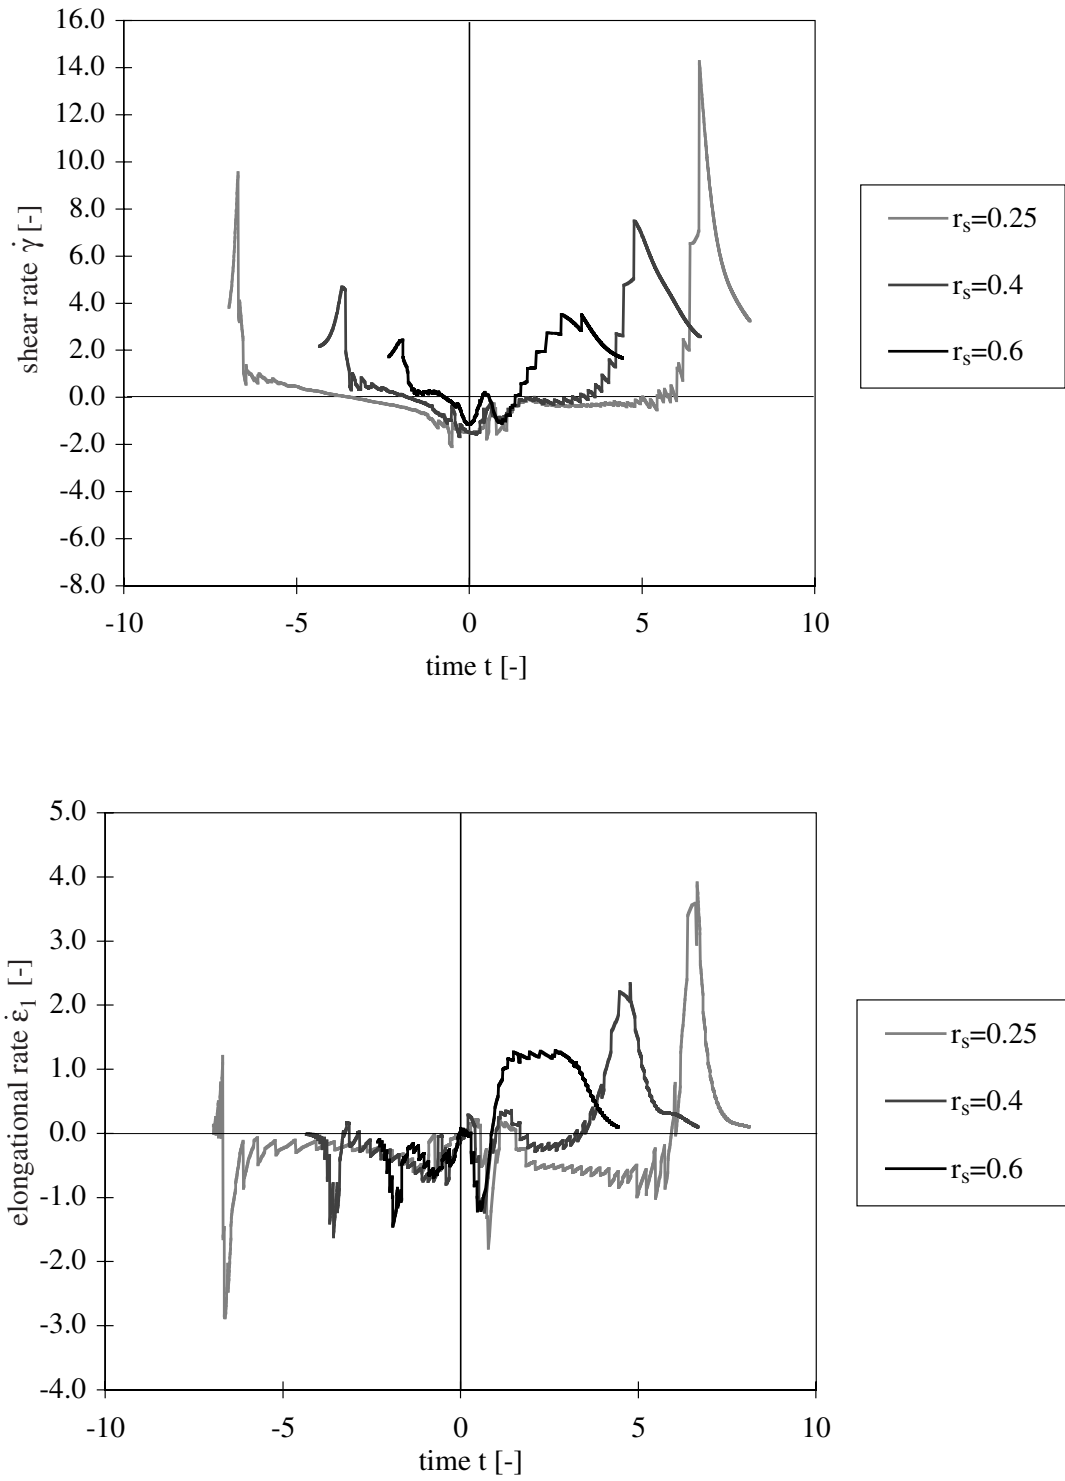 16.0
14.0
12.0
10.0
8.0
6.0
4.0
2.0
0.0
-2.0
-4.0
-6.0
-8.0
shear rate γ̇ [-]
-10 -5 0 5 10
time t [-]
rₛ=0.25
rₛ=0.4
rₛ=0.6
5.0
4.0
3.0
2.0
1.0
0.0
-1.0
-2.0
-3.0
-4.0
elongational rate ε̇₁ [-]
-10 -5 0 5 10
time t [-]
rₛ=0.25
rₛ=0.4
rₛ=0.6